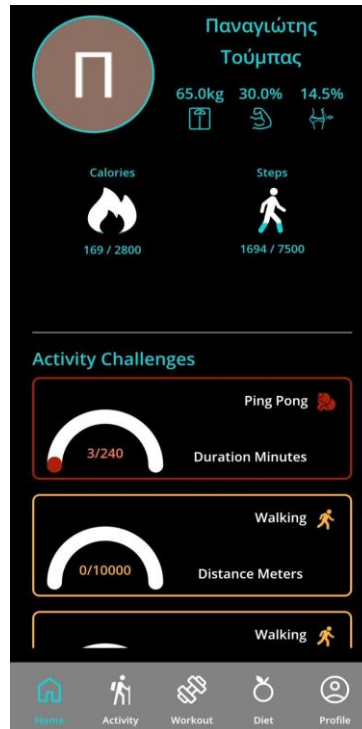 Π
Παναγιώτης
Τούμπας
65.0kg 30.0% 14.5%
Calories Steps
169 / 2800 1694 / 7500
Activity Challenges
Ping Pong
3/240
Duration Minutes
Walking
0/10000
Distance Meters
Walking
Home Activity Workout Diet Profile